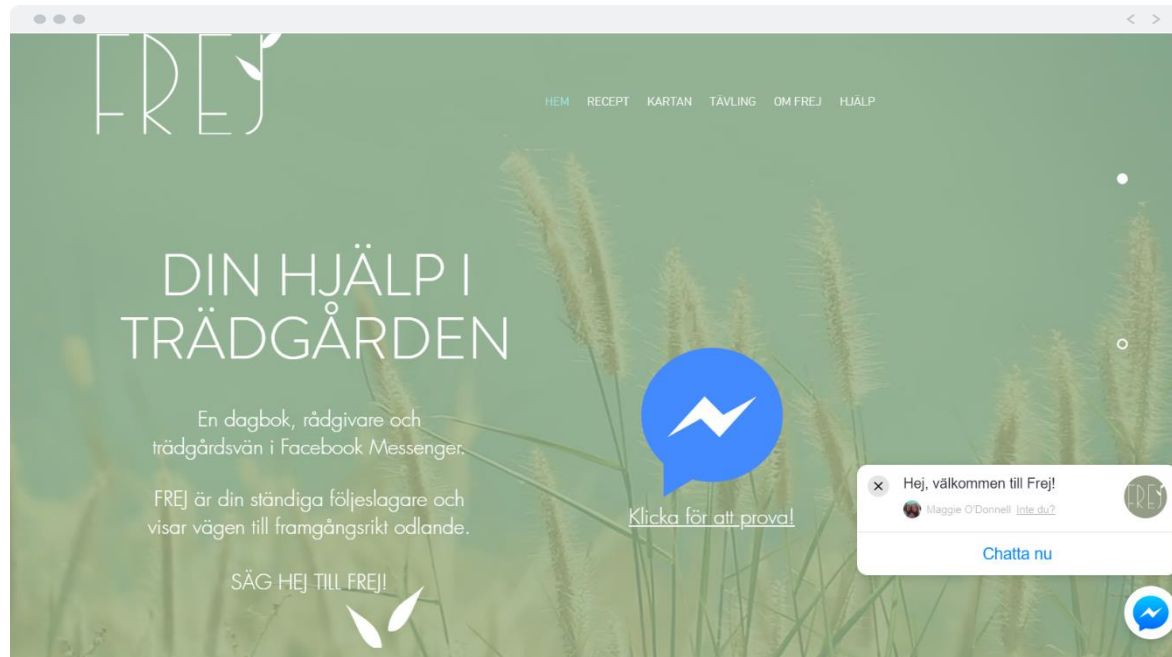 FREJ
HEM RECEPT KARTAN TÄVLING OM FREJ HJÄLP
DIN HJÄLP I
TRÄDGÅRDEN
En dagbok, rådgivare och
trädgårdsvän i Facebook Messenger.
FREJ är din ständiga följeslagare och
visar vägen till framgångsrikt odlande.
SÄG HEJ TILL FREJ!
Klicka för att prova!
Hej, välkommen till Frej!
Maggie O'Donnell Inte du?
FREJ
Chatta nu